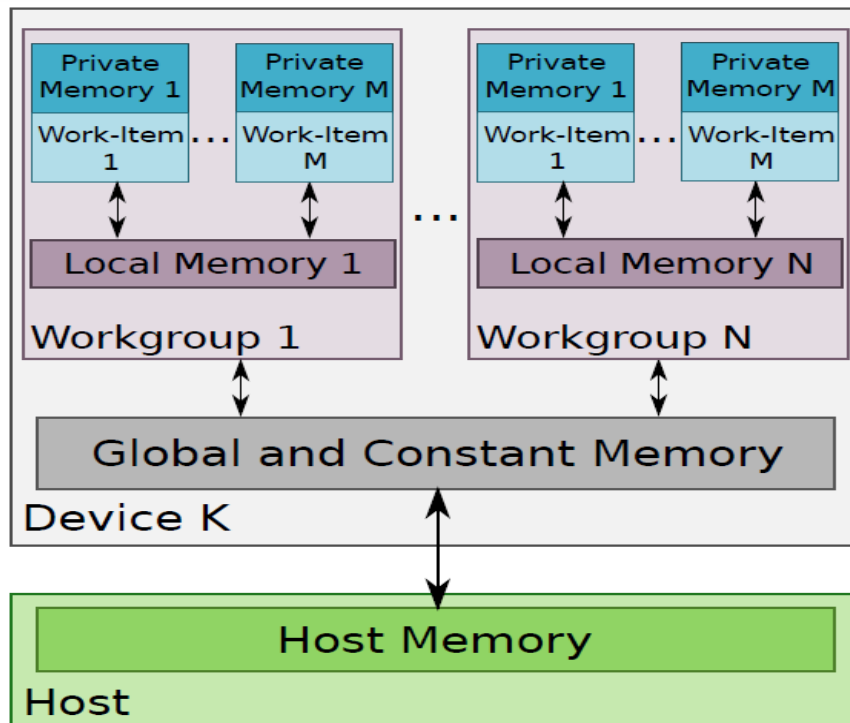 Private
Memory 1
Work-Item
1
...
Private
Memory M
Work-Item
M
Local Memory 1
Workgroup 1
...
Private
Memory 1
Work-Item
1
...
Private
Memory M
Work-Item
M
Local Memory N
Workgroup N
Global and Constant Memory
Device K
Host Memory
Host